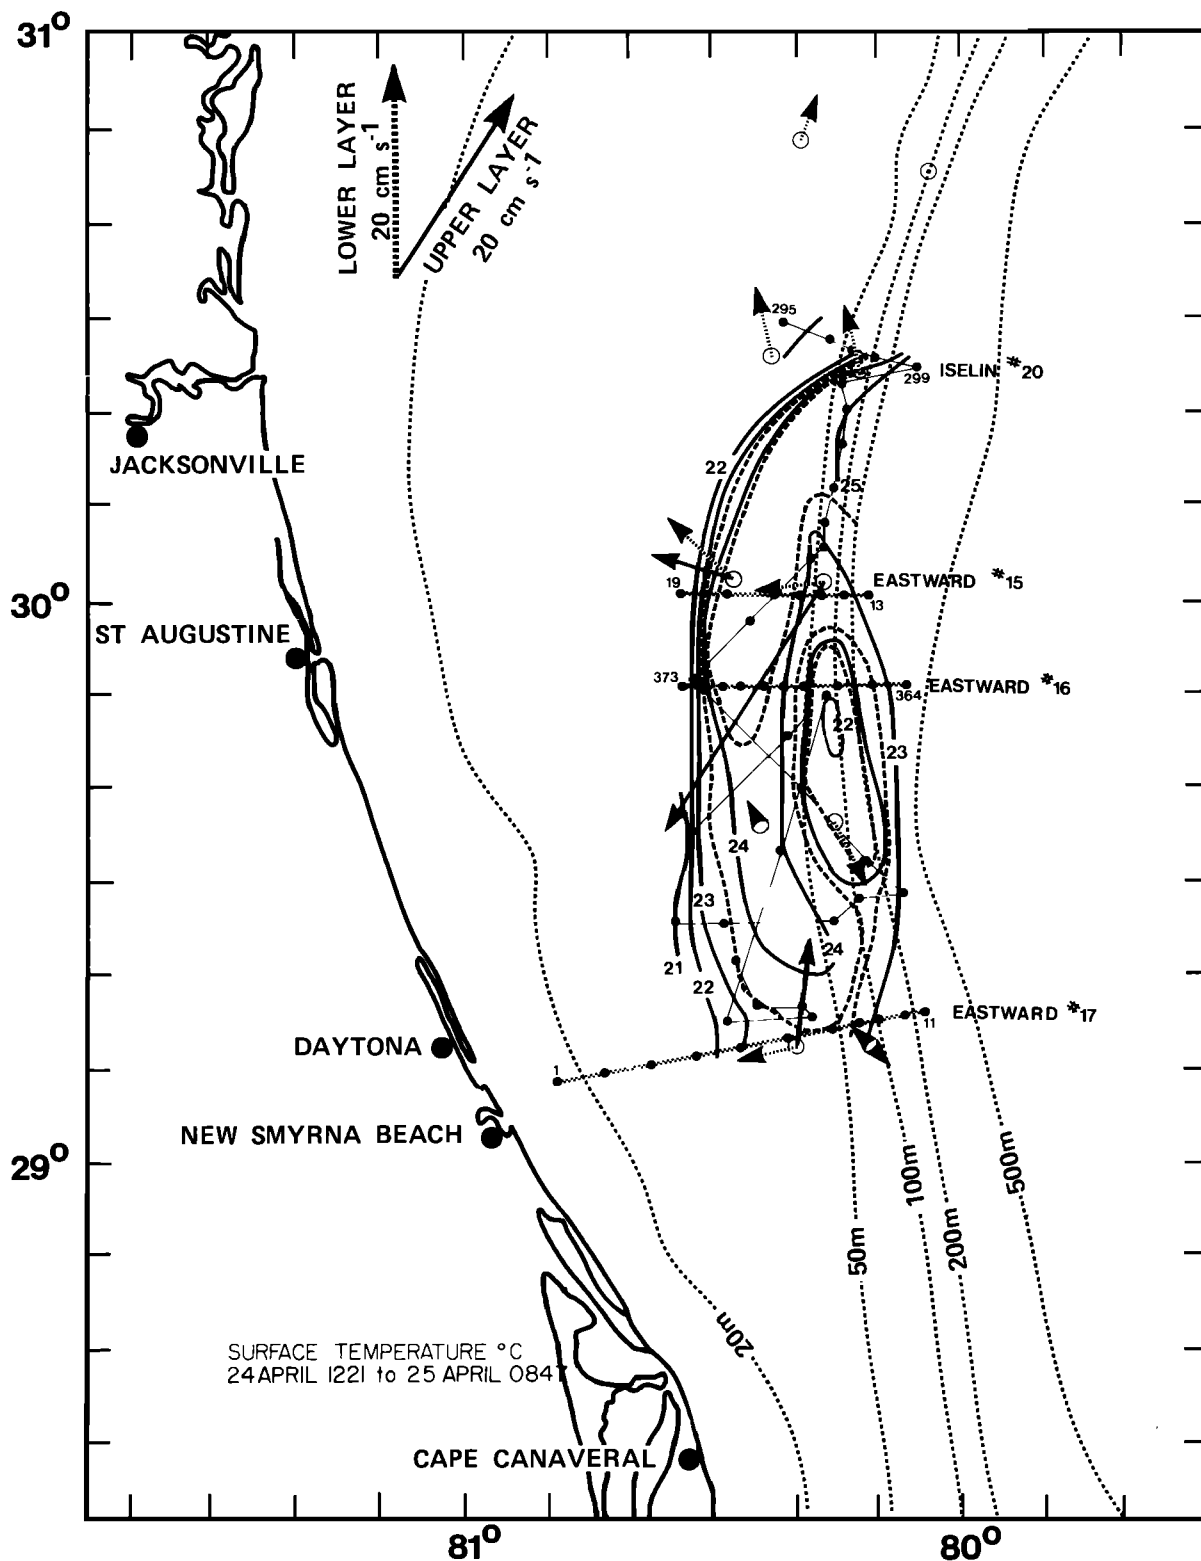 31°
LOWER LAYER
20 cm s-1
UPPER LAYER
20 cm s-1
295
299
ISELIN #20
JACKSONVILLE
22
25
EASTWARD #15
19
13
30°
ST AUGUSTINE
373
364
EASTWARD #16
22
23
24
23
24
21
22
EASTWARD #17
11
1
DAYTONA
NEW SMYRNA BEACH
29°
50m
100m
200m
500m
20m
SURFACE TEMPERATURE °C
24 APRIL 1221 to 25 APRIL 0847
CAPE CANAVERAL
81°
80°